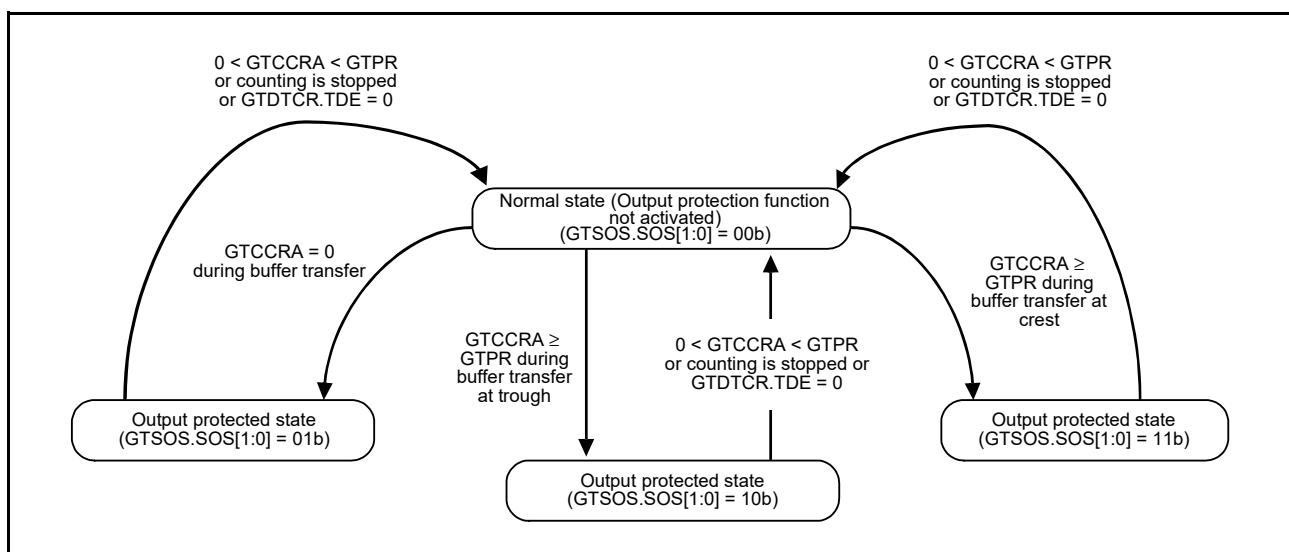 0 < GTCCRA < GTPR
or counting is stopped
or GTDTCR.TDE = 0
0 < GTCCRA < GTPR
or counting is stopped
or GTDTCR.TDE = 0
Normal state (Output protection function
not activated)
(GTSOS.SOS[1:0] = 00b)
GTCCRA = 0
during buffer transfer
GTCCRA ≥
GTPR during
buffer transfer at
crest
GTCCRA ≥
GTPR during
buffer transfer
at trough
0 < GTCCRA < GTPR
or counting is stopped or
GTDTCR.TDE = 0
Output protected state
(GTSOS.SOS[1:0] = 01b)
Output protected state
(GTSOS.SOS[1:0] = 11b)
Output protected state
(GTSOS.SOS[1:0] = 10b)